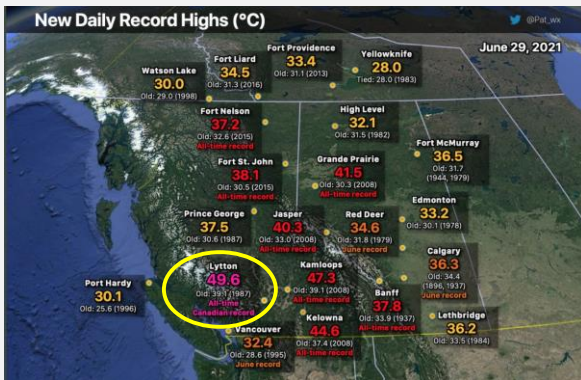 New Daily Record Highs (°C)
@Pat_wx
June 29, 2021
Fort Providence
33.4
Old: 31.1 (2013)
Yellowknife
28.0
Tied: 28.0 (1983)
Fort Liard
34.5
Old: 31.3 (2016)
Watson Lake
30.0
Old: 29.0 (1998)
Fort Nelson
37.2
Old: 32.6 (2015)
All-time record
High Level
32.1
Old: 31.5 (1982)
Fort McMurray
36.5
Old: 31.7
(1944, 1979)
Fort St. John
38.1
Old: 30.5 (2015)
All-time record
Grande Prairie
41.5
Old: 30.3 (2008)
All-time record
Edmonton
33.2
Old: 30.1 (1978)
Prince George
37.5
Old: 30.6 (1987)
Jasper
40.3
Old: 33.0 (2008)
All-time record
Red Deer
34.6
Old: 31.8 (1979)
June record
Calgary
36.3
Old: 34.4
(1896, 1937)
June record
Lytton
49.6
Old: 39.1 (1987)
All-time
Canadian record
Kamloops
47.3
Old: 39.1 (2008)
All-time record
Banff
37.8
Old: 33.9 (1937)
All-time record
Port Hardy
30.1
Old: 25.6 (1996)
Kelowna
44.6
Old: 37.4 (2008)
All-time record
Lethbridge
36.2
Old: 33.5 (1984)
Vancouver
32.4
Old: 28.6 (1995)
June record